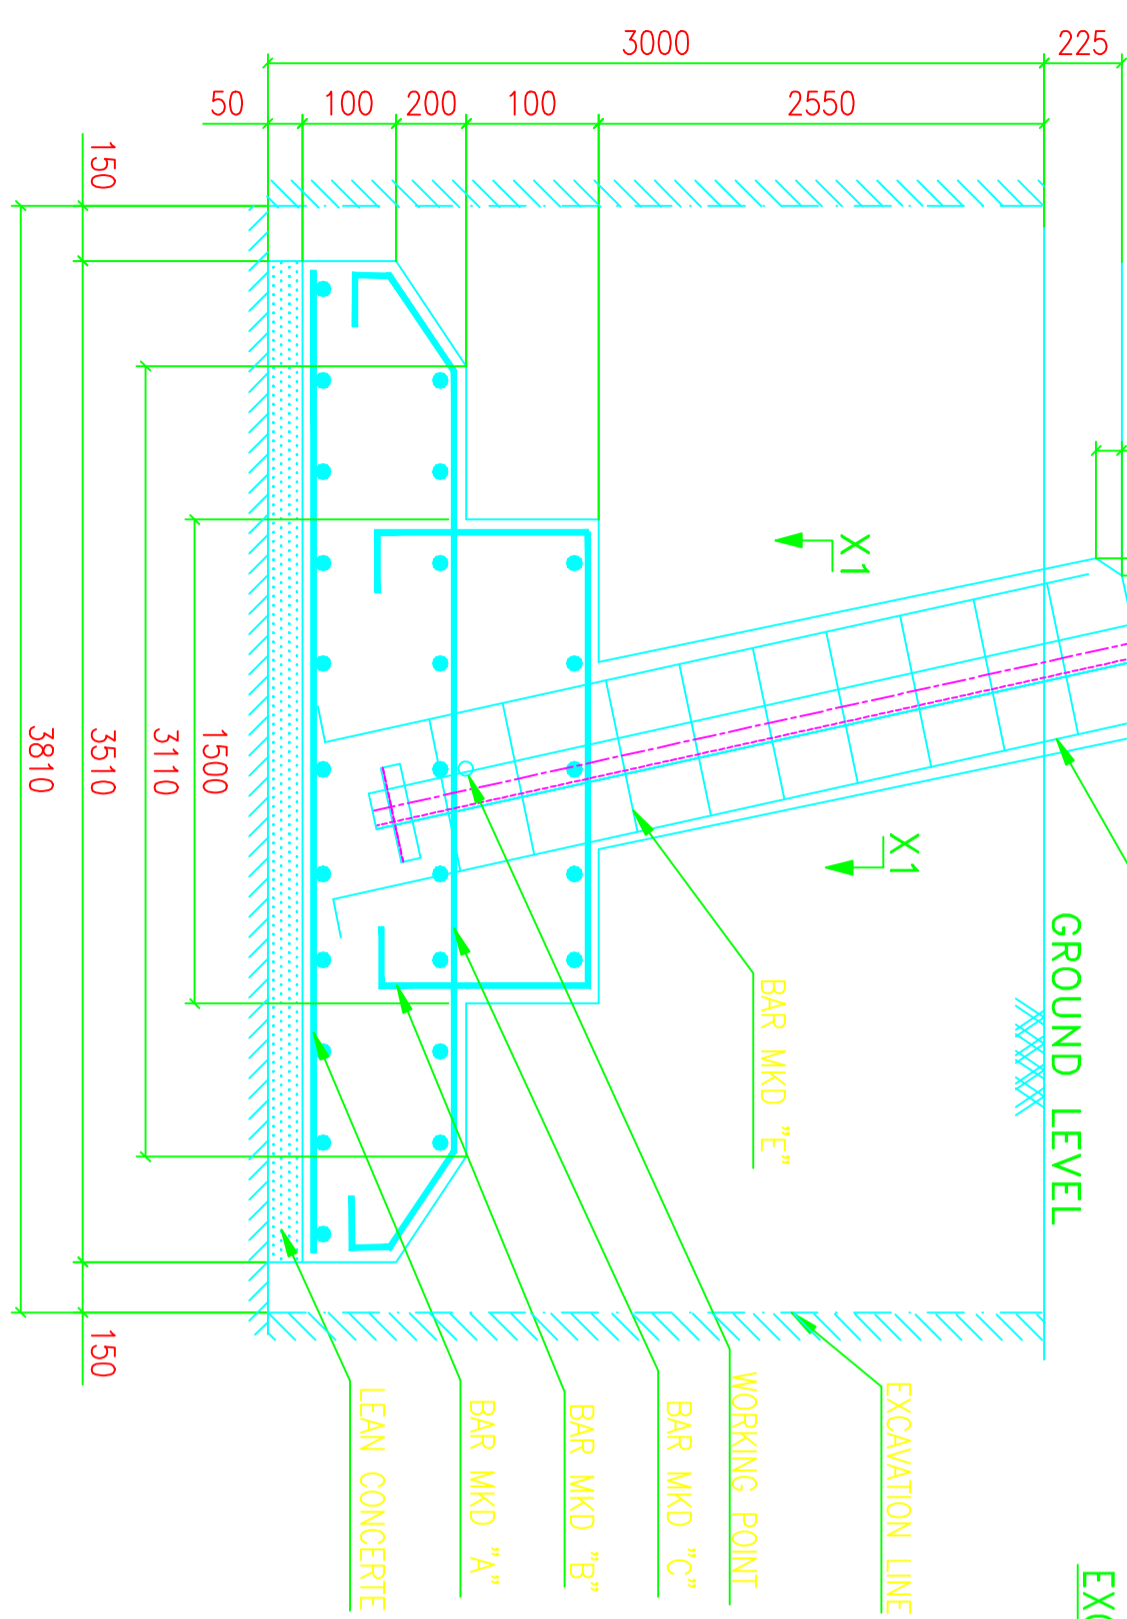 3000
225
50
100
200
100
2550
150
3810
3510
3110
1500
150
X1
X1
GROUND LEVEL
BAR MKD "E"
EXCAVATION LINE
WORKING POINT
BAR MKD "C"
BAR MKD "B"
BAR MKD "A"
LEAN CONCERTE